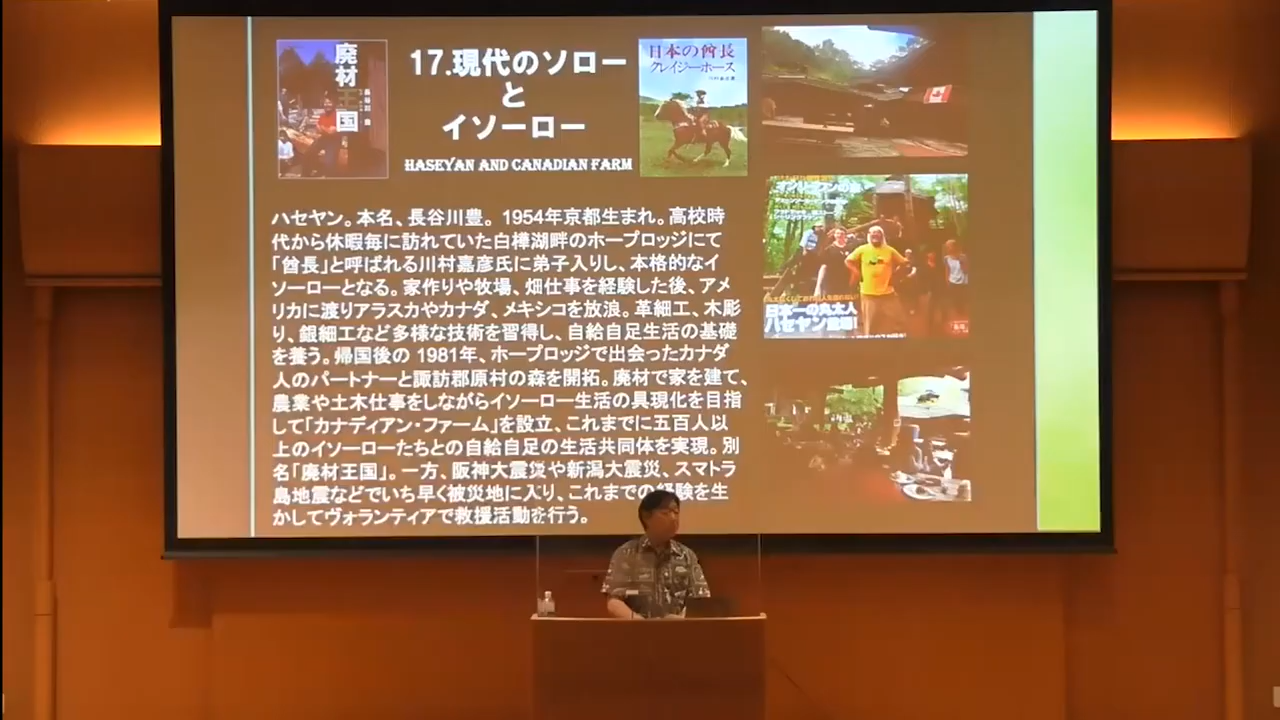 廃材王国
長谷川 豊
17.現代のソロー
と
イソーロー
HASEYAN AND CANADIAN FARM
日本の酋長
クレイジーホース
ハセヤン。本名、長谷川豊。1954年京都生まれ。高校時
代から休暇毎に訪れていた白樺湖畔のホープロッジにて
「酋長」と呼ばれる川村嘉彦氏に弟子入りし、本格的なイ
ソーローとなる。家作りや牧場、畑仕事を経験した後、アメ
リカに渡りアラスカやカナダ、メキシコを放浪。革細工、木彫
り、銀細工など多様な技術を習得し、自給自足生活の基礎
を養う。帰国後の 1981年、ホープロッジで出会ったカナダ
人のパートナーと諏訪郡原村の森を開拓。廃材で家を建て、
農業や土木仕事をしながらイソーロー生活の具現化を目指
して「カナディアン・ファーム」を設立、これまでに五百人以
上のイソーローたちとの自給自足の生活共同体を実現。別
名「廃材王国」。一方、阪神大震災や新潟大震災、スマトラ
島地震などでいち早く被災地に入り、これまでの経験を生
かしてヴォランティアで救援活動を行う。
日本一の丸太人
ハセヤン登場!